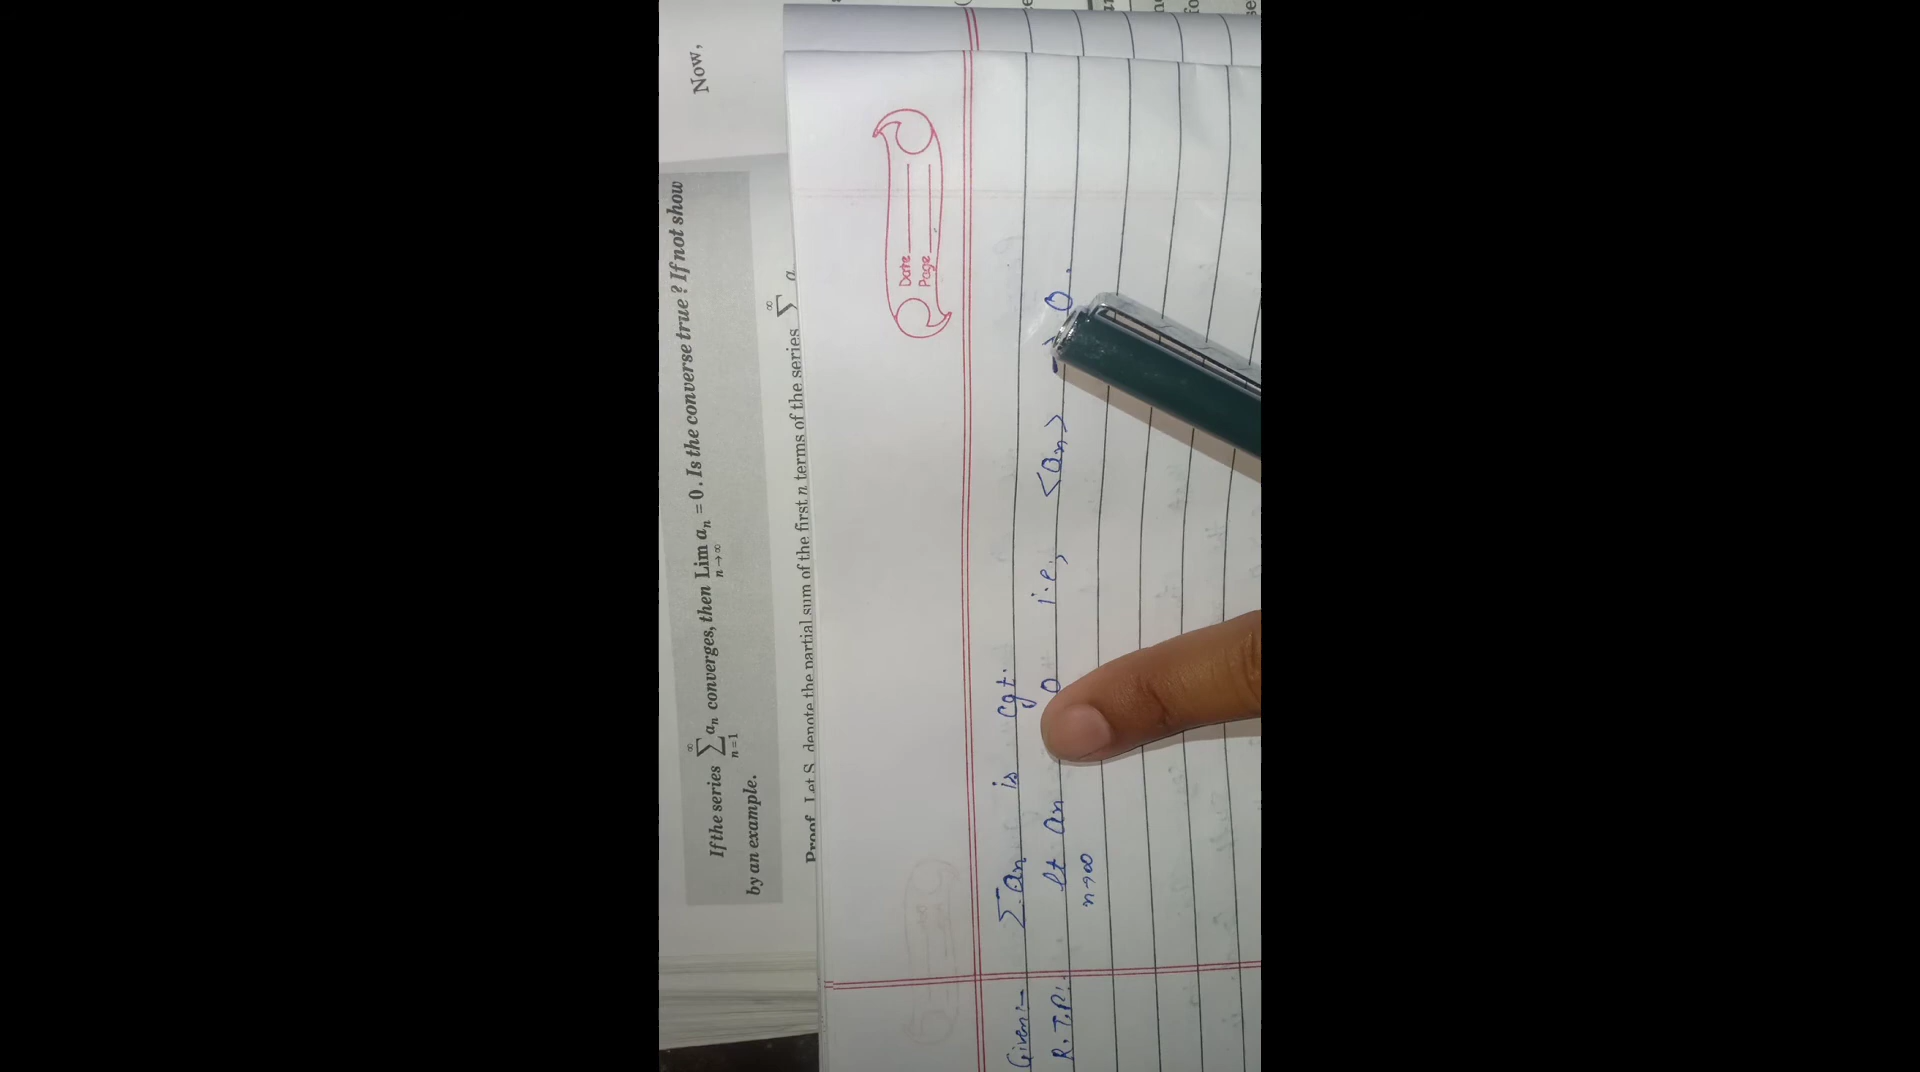 Now,
If the series ∑ a_n converges, then Lim a_n = 0. Is the converse true? If not show
n=1 ∞ n→∞
by an example.
Proof Let S denote the partial sum of the first n terms of the series ∑ a
∞
Date
Page
Given:- ∑an is cgt.
R.T.P:. lt an 0 i.e., <an> → 0.
n→∞